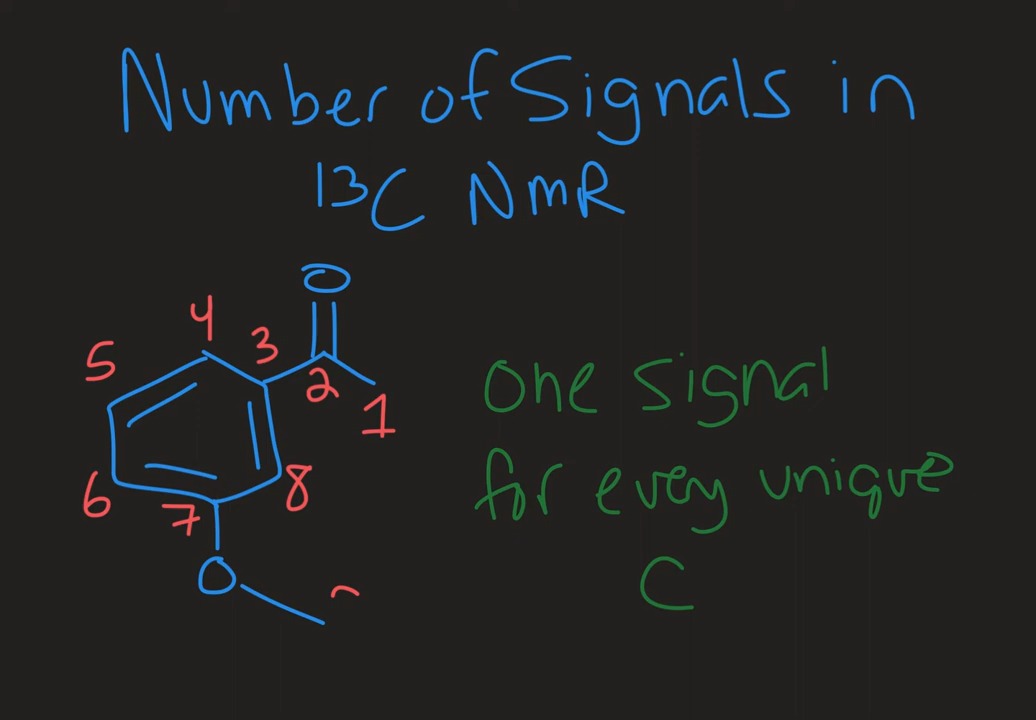 Number of Signals in
13C NmR
O
4
3
5
2
1
one signal
for every unique
C
6
8
7
O